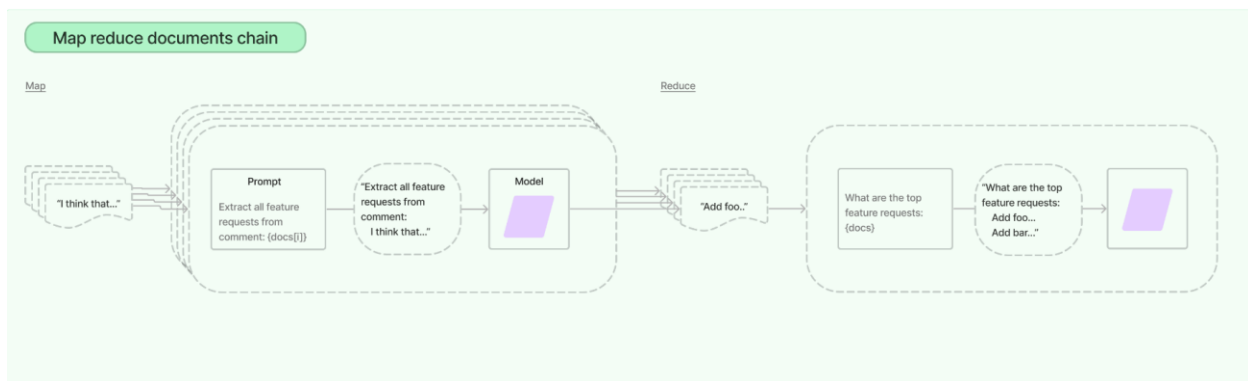 Map reduce documents chain
Map
Reduce
"I think that..."
Prompt
Extract all feature
requests from
comment: {docs[i]}
"Extract all feature
requests from
comment:
I think that..."
Model
"Add foo.."
What are the top
feature requests:
{docs}
"What are the top
feature requests:
Add foo...
Add bar..."